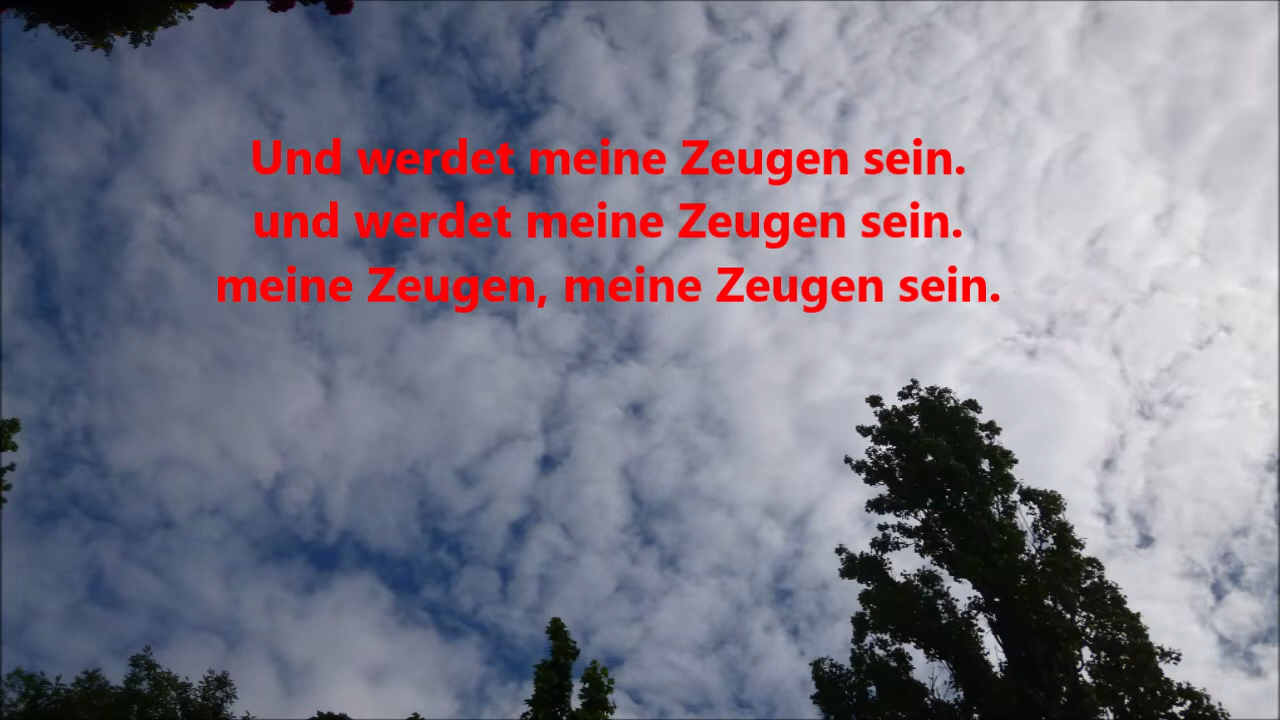 Und werdet meine Zeugen sein.
und werdet meine Zeugen sein.
meine Zeugen, meine Zeugen sein.